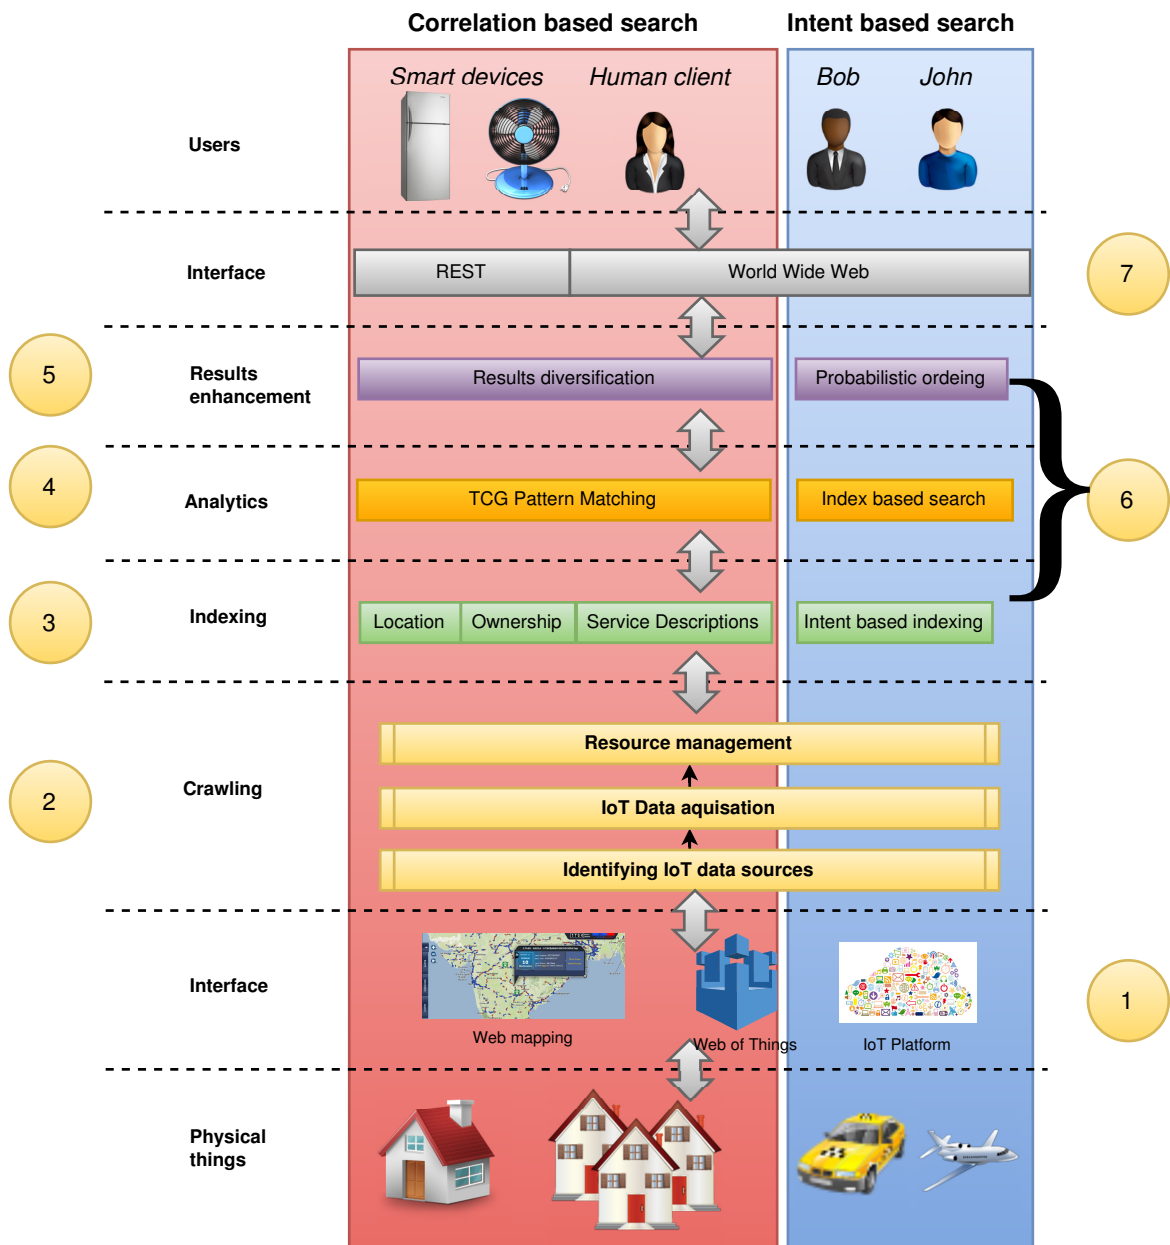 Correlation based search
Intent based search
Smart devices
Human client
Bob
John
Users
Interface
REST
World Wide Web
7
5
Results
enhancement
Results diversification
Probabilistic ordeing
4
Analytics
TCG Pattern Matching
Index based search
6
3
Indexing
Location
Ownership
Service Descriptions
Intent based indexing
2
Crawling
Resource management
IoT Data aquisation
Identifying IoT data sources
Interface
Web mapping
Web of Things
IoT Platform
1
Physical
things